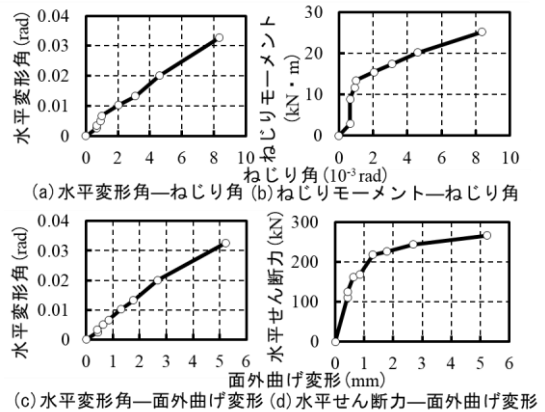 水平変形角(rad)
0.04
0.03
0.02
0.01
0
0 2 4 6 8 10
ねじりモーメント
(kN・m)
30
20
10
0
0 2 4 6 8 10
ねじり角(10-3 rad)
(a)水平変形角―ねじり角 (b)ねじりモーメント―ねじり角
水平変形角(rad)
0.04
0.03
0.02
0.01
0
0 1 2 3 4 5 6
水平せん断力(kN)
300
200
100
0
0 1 2 3 4 5 6
面外曲げ変形(mm)
(c)水平変形角―面外曲げ変形 (d)水平せん断力―面外曲げ変形